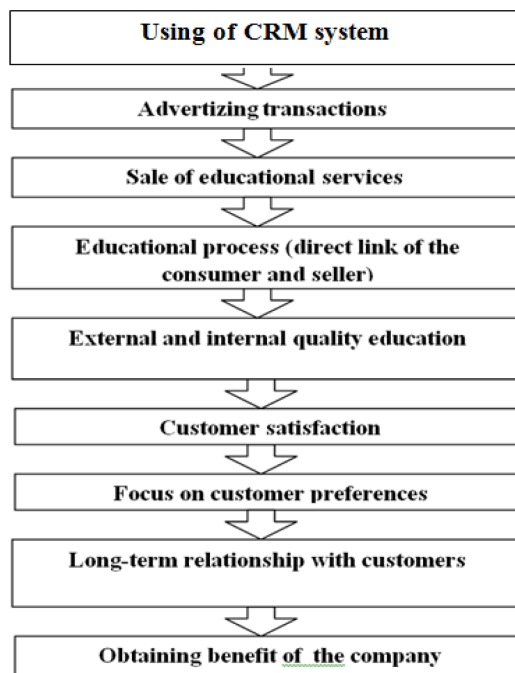 Using of CRM system
Advertizing transactions
Sale of educational services
Educational process (direct link of the
consumer and seller)
External and internal quality education
Customer satisfaction
Focus on customer preferences
Long-term relationship with customers
Obtaining benefit of the company